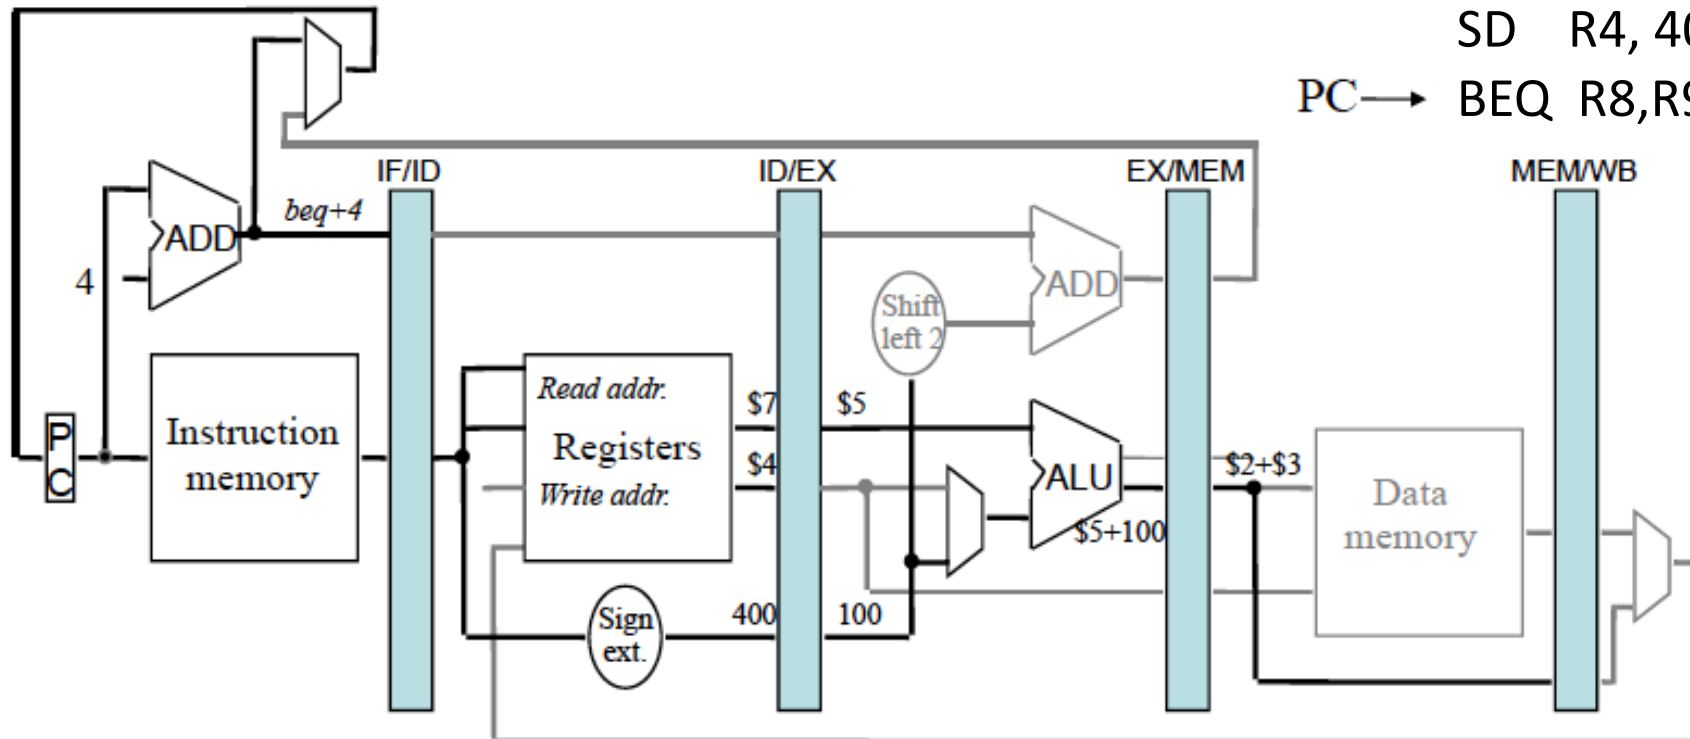 SD R4, 40
PC BEQ R8,R9
IF/ID ID/EX EX/MEM MEM/WB
beq+4
ADD
4
ADD
Shift
left 2
Read addr.
$7 $5
PC
Instruction
memory
Registers
$4
Write addr.
ALU
$2+$3
$5+100
Data
memory
400 100
Sign
ext.